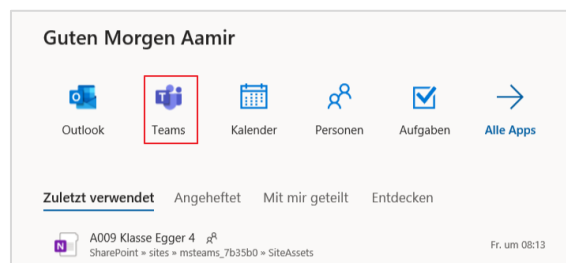 Guten Morgen Aamir
Outlook Teams Kalender Personen Aufgaben Alle Apps
Zuletzt verwendet Angeheftet Mit mir geteilt Entdecken
A009 Klasse Egger 4 Fr. um 08:13
SharePoint » sites » msteams_7b35b0 » SiteAssets